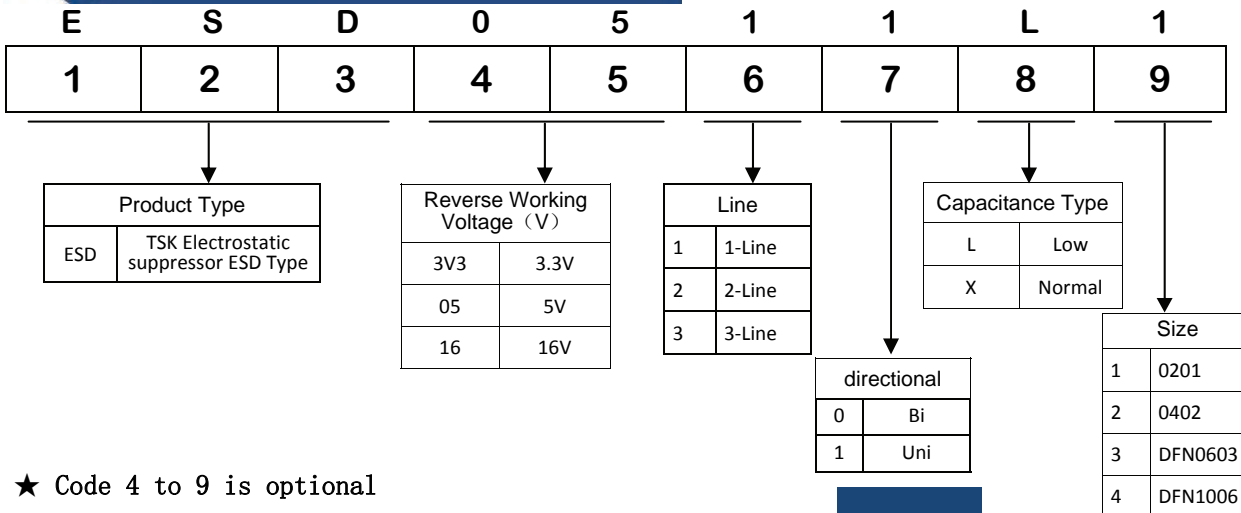 E S D 0 5 1 1 L 1
1 2 3 4 5 6 7 8 9
Product Type
ESD TSK Electrostatic
suppressor ESD Type
Reverse Working
Voltage（V）
3V3 3.3V
05 5V
16 16V
Line
1 1-Line
2 2-Line
3 3-Line
directional
0 Bi
1 Uni
Capacitance Type
L Low
X Normal
Size
1 0201
2 0402
3 DFN0603
4 DFN1006
★ Code 4 to 9 is optional